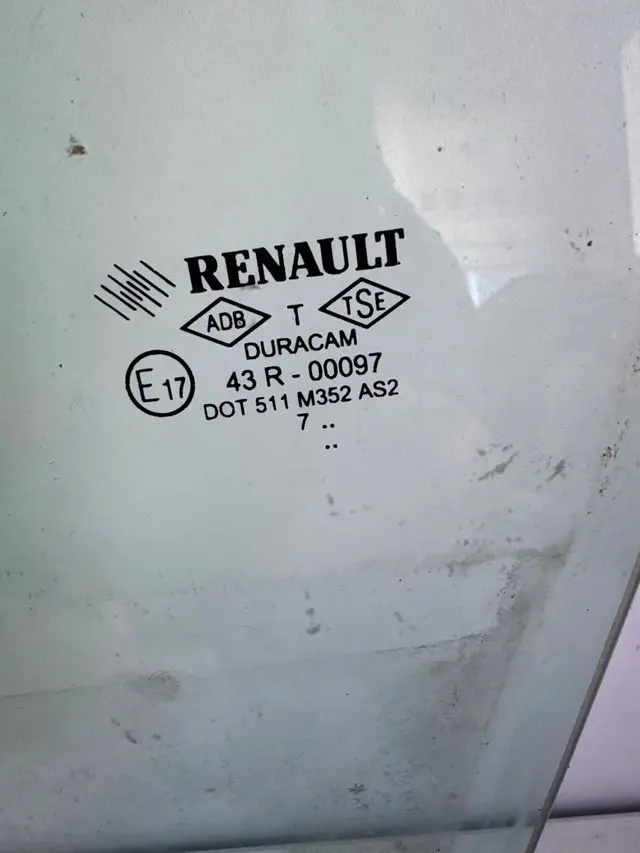 RENAULT
ADB T TSE
DURACAM
E17 43 R - 00097
DOT 511 M352 AS2
7 ..
..